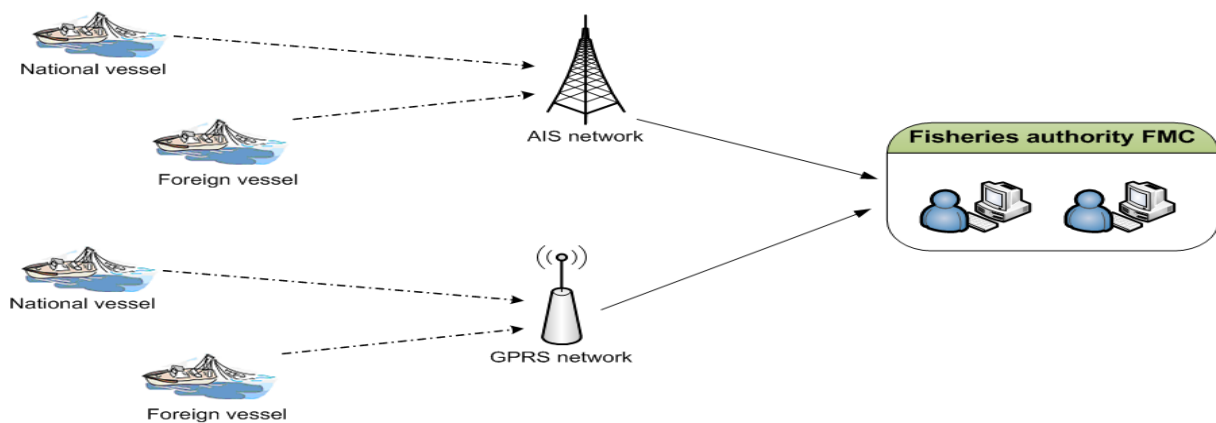 National vessel
Foreign vessel
AIS network
Fisheries authority FMC
National vessel
Foreign vessel
GPRS network